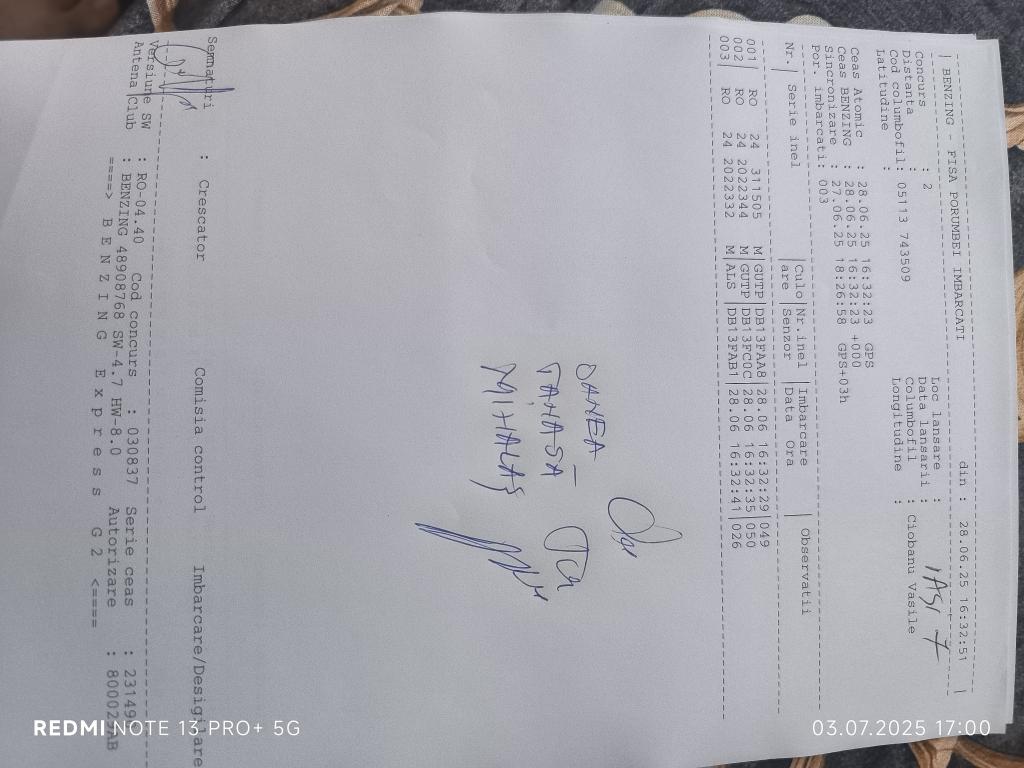 | BENZING - FISA PORUMBEI IMBARCATI din : 28.06.25 16:32:51 |
Concurs : 2 Loc lansare : IASI 7
Distanta : Data lansarii :
Cod columbofil: 05113 743509 Columbofil : Ciobanu Vasile
Latitudine : Longitudine :
Ceas Atomic : 28.06.25 16:32:23 GPS
Ceas BENZING : 28.06.25 16:32:23 +000
Sincronizare : 27.06.25 18:26:58 GPS+03h
Por. imbarcati: 003
Nr.| Serie inel |Culo|Nr.inel |Imbarcare | Observatii
|are |Senzor |Data Ora |
001| RO 24 311505 M|GUTP|DB13FAA8|28.06 16:32:29|049
002| RO 24 2022344 M|GUTP|DB13FC0C|28.06 16:32:35|050
003| RO 24 2022332 M|ALS |DB13FAB1|28.06 16:32:41|026
DANEA
TANASĂ
MIHALAȘ
Semnaturi : Crescator Comisia control Imbarcare/Desigilare
Versiure SW : RO-04.40 Cod concurs : 030837 Serie ceas : 23149
Antena Club : BENZING 48908768 SW-4.7 HW-8.0 Autorizare :
====> B E N Z I N G E x p r e s s G 2 <====
REDMI NOTE 13 PRO+ 5G
03.07.2025 17:00